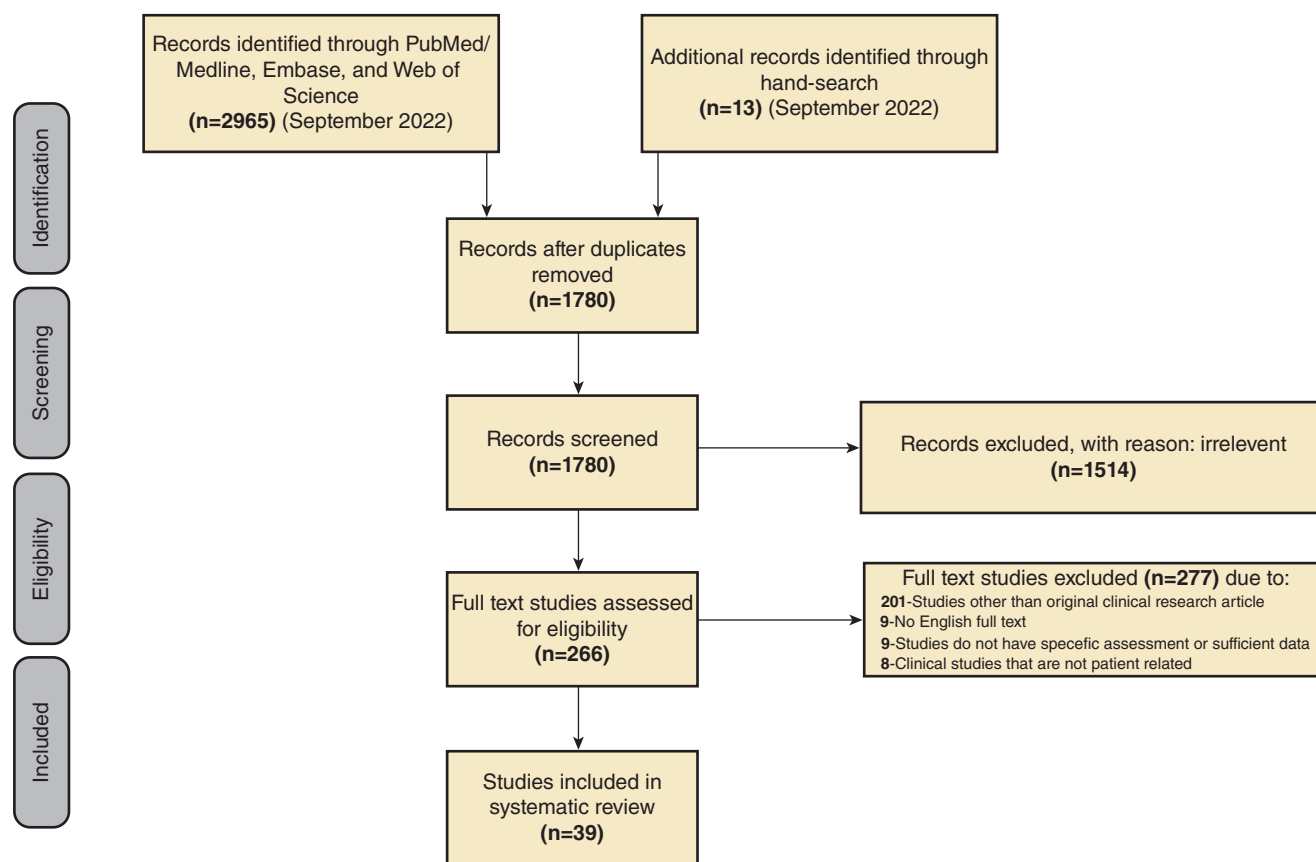 Records identified through PubMed/
Medline, Embase, and Web of
Science
(n=2965) (September 2022)
Additional records identified through
hand-search
(n=13) (September 2022)
Identification
Records after duplicates
removed
(n=1780)
Screening
Records screened
(n=1780)
Records excluded, with reason: irrelevent
(n=1514)
Eligibility
Full text studies assessed
for eligibility
(n=266)
Full text studies excluded (n=277) due to:
201-Studies other than original clinical research article
9-No English full text
9-Studies do not have specefic assessment or sufficient data
8-Clinical studies that are not patient related
Included
Studies included in
systematic review
(n=39)